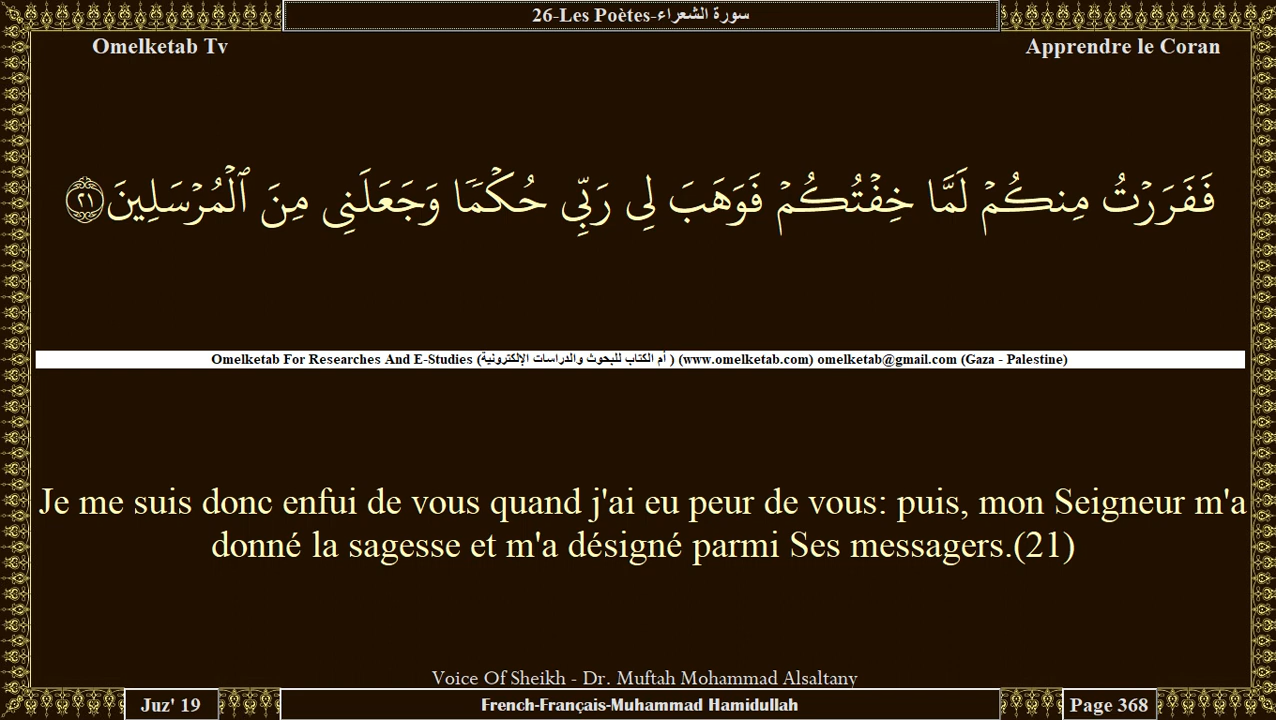 26-Les Poètes-سورة الشعراء
Omelketab Tv
Apprendre le Coran
فَفَرَرْتُ مِنكُمْ لَمَّا خِفْتُكُمْ فَوَهَبَ لِي رَبِّي حُكْمًا وَجَعَلَنِي مِنَ الْمُرْسَلِينَ ٢١
Omelketab For Researches And E-Studies (أم الكتاب للبحوث والدراسات الإلكترونية ) (www.omelketab.com) omelketab@gmail.com (Gaza - Palestine)
Je me suis donc enfui de vous quand j'ai eu peur de vous: puis, mon Seigneur m'a
donné la sagesse et m'a désigné parmi Ses messagers.(21)
Voice Of Sheikh - Dr. Muftah Mohammad Alsaltany
Juz' 19
French-Français-Muhammad Hamidullah
Page 368